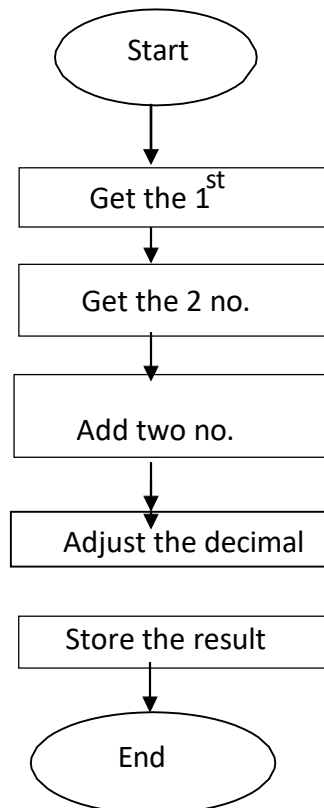 Start
Get the 1st
Get the 2 no.
Add two no.
Adjust the decimal
Store the result
End